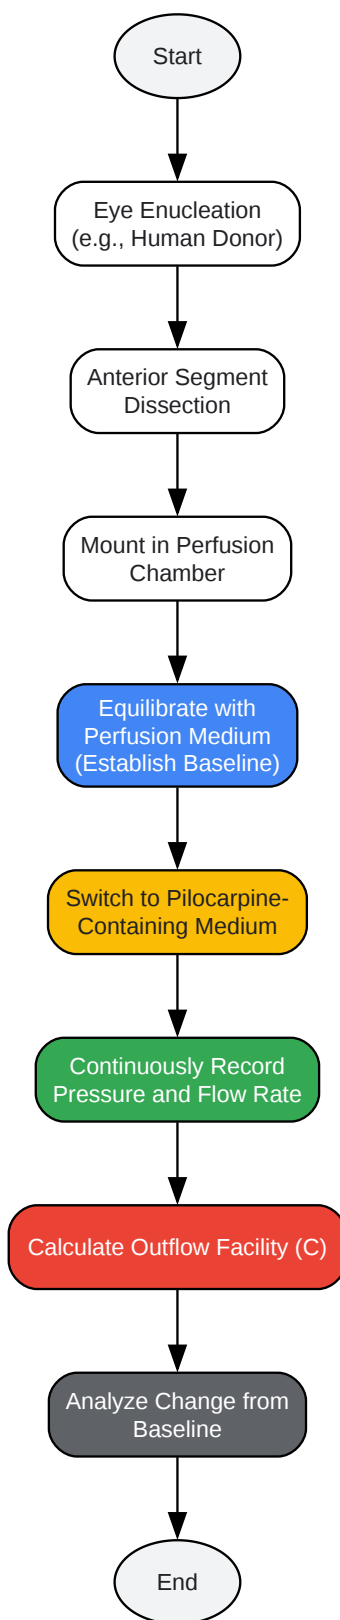 Start
Eye Enucleation
(e.g., Human Donor)
Anterior Segment
Dissection
Mount in Perfusion
Chamber
Equilibrate with
Perfusion Medium
(Establish Baseline)
Switch to Pilocarpine-
Containing Medium
Continuously Record
Pressure and Flow Rate
Calculate Outflow Facility (C)
Analyze Change from
Baseline
End